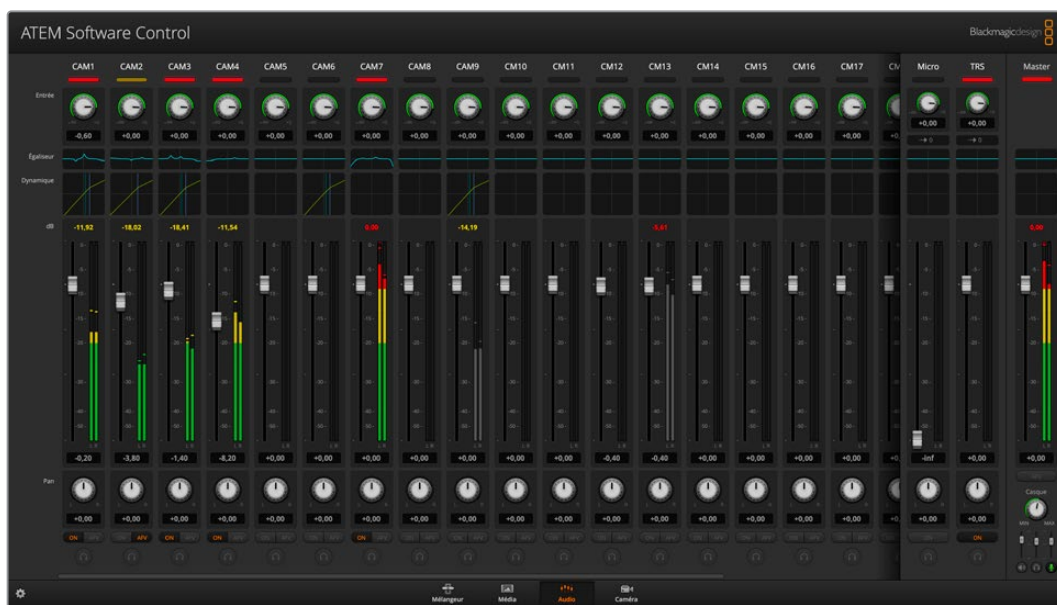 ATEM Software Control
Blackmagicdesign
CAM1 CAM2 CAM3 CAM4 CAM5 CAM6 CAM7 CAM8 CAM9 CM10 CM11 CM12 CM13 CM14 CM15 CM16 CM17 Micro TRS Master
Entrée
-0,60 +0,00 +0,00 +0,00 +0,00 +0,00 +0,00 +0,00 +0,00 +0,00 +0,00 +0,00 +0,00 +0,00 +0,00 +0,00 +0,00 +0,00 +0,00
Égaliseur
Dynamique
dB -11,92 -18,02 -18,41 -11,54 0,00 -14,19 -5,61 0,00
-0,20 -3,80 -1,40 -8,20 +0,00 +0,00 +0,00 +0,00 +0,00 +0,00 +0,00 -0,40 -0,40 +0,00 +0,00 +0,00 +0,00 -inf +0,00 +0,00
Pan
+0,00 +0,00 +0,00 +0,00 +0,00 +0,00 +0,00 +0,00 +0,00 +0,00 +0,00 +0,00 +0,00 +0,00 +0,00 +0,00 +0,00 +0,00 +0,00
Casque
MIN MAX
ON AFV ON ON ON ON
Mélangeur Média Audio Caméra